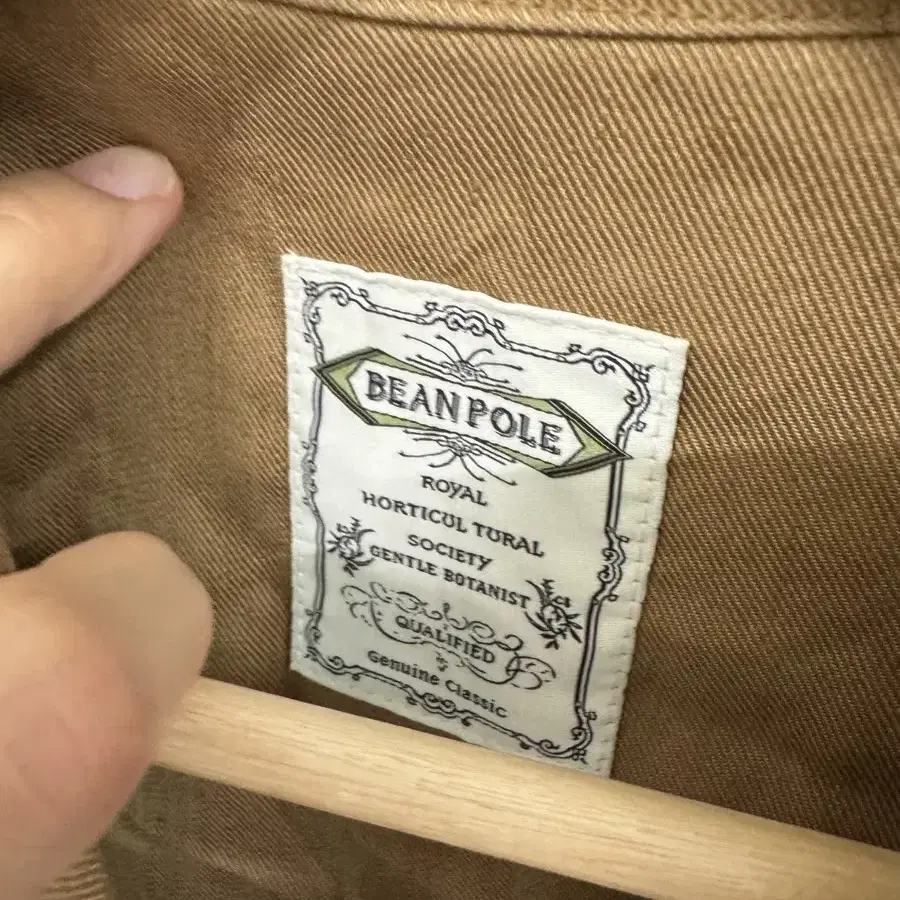 BEANPOLE
ROYAL
HORTICUL TURAL
SOCIETY
GENTLE BOTANIST
QUALIFIED
by
Genuine Classic